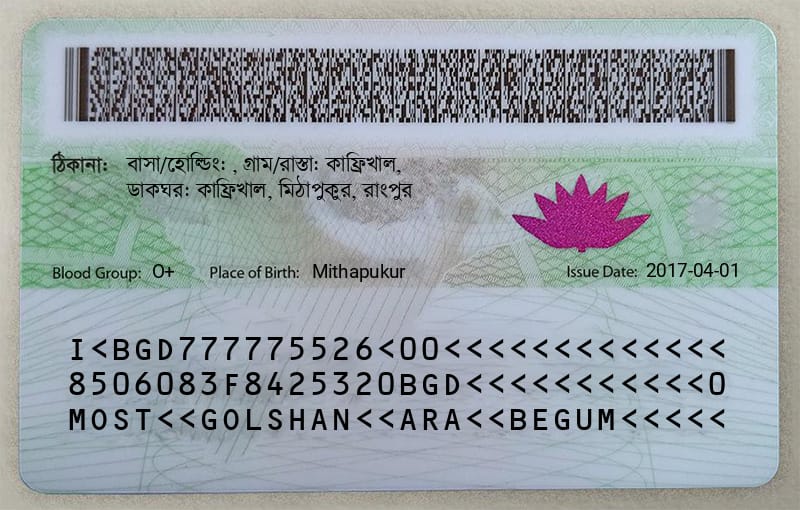 ঠিকানা: বাসা/হোল্ডিং: , গ্রাম/রাস্তা: কাফ্রিখাল,
ডাকঘর: কাফ্রিখাল, মিঠাপুকুর, রংপুর
Blood Group: O+ Place of Birth: Mithapukur Issue Date: 2017-04-01
I<BGD777775526<00<<<<<<<<<<<<<<
8506083F8425320BGD<<<<<<<<<<<0
MOST<<GOLSHAN<<ARA<<BEGUM<<<<<